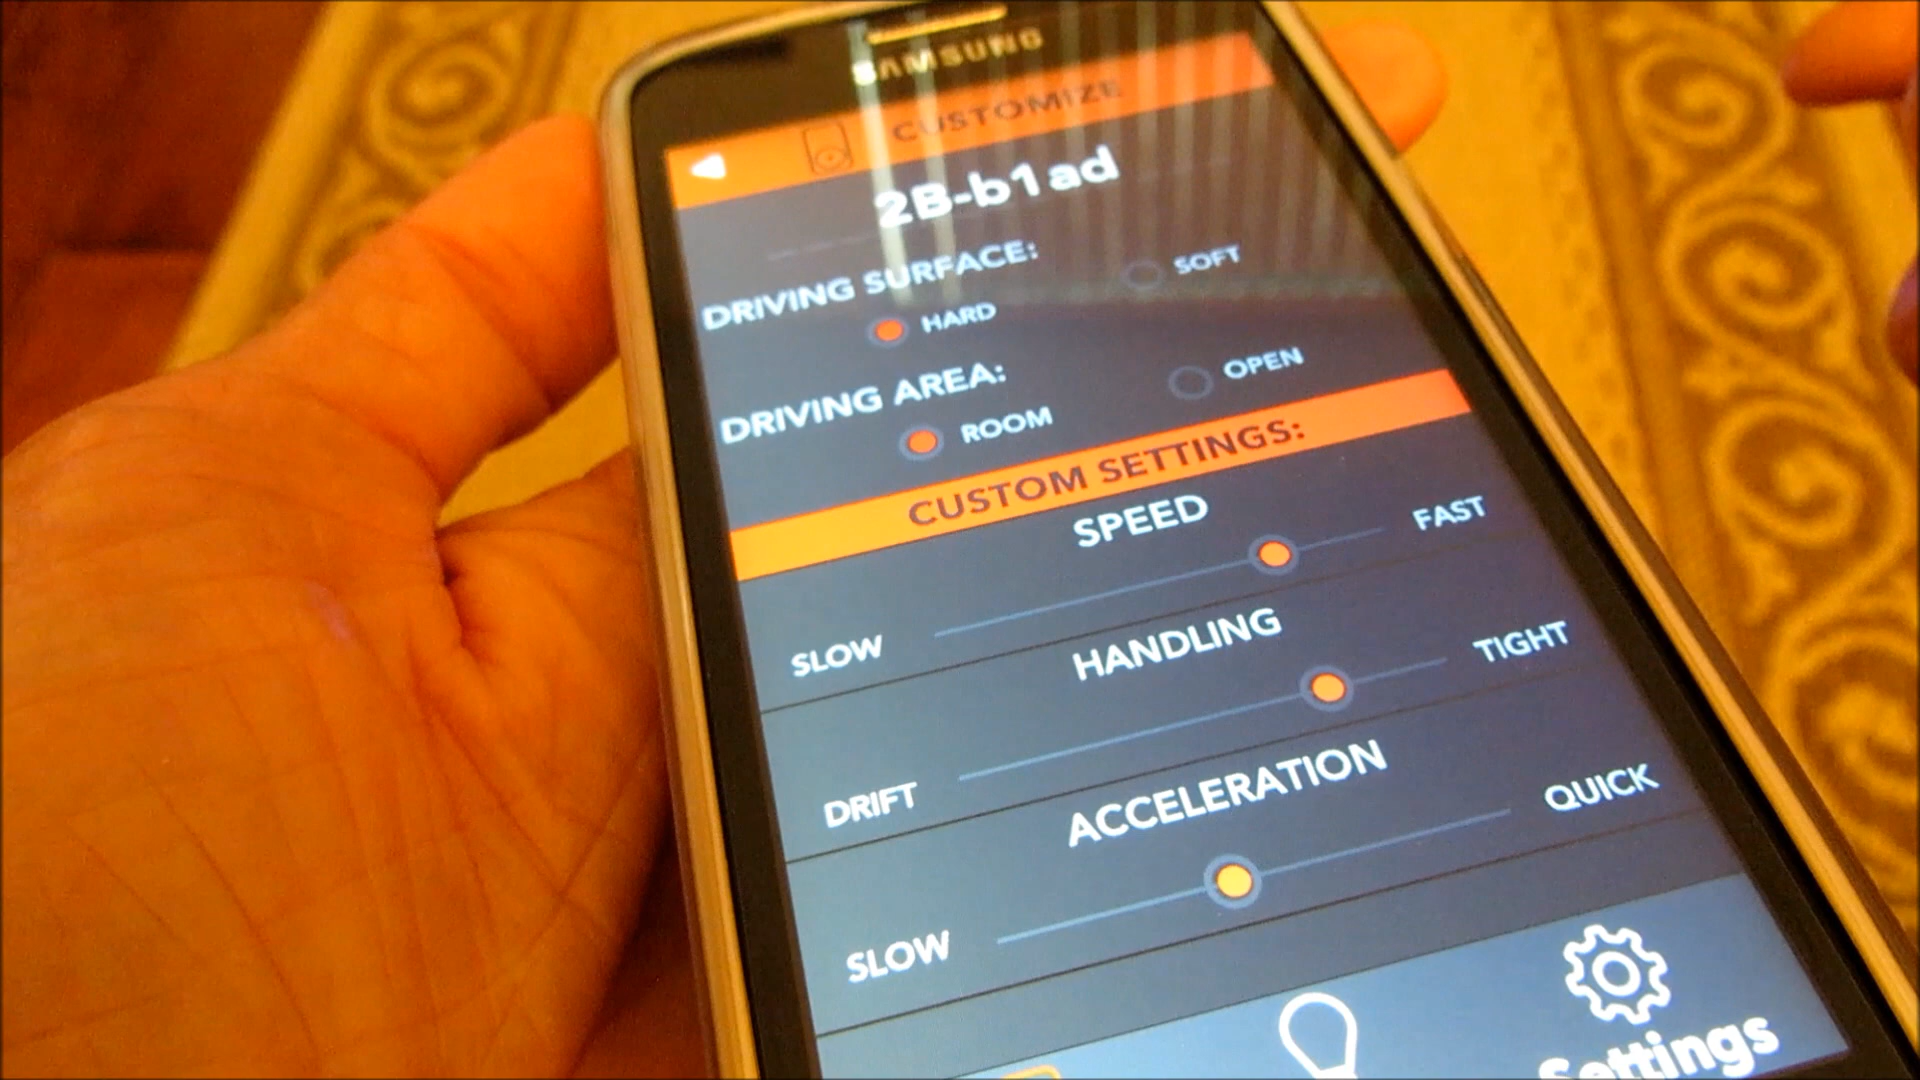 SAMSUNG
CUSTOMIZE
2B-b1ad
DRIVING SURFACE:
HARD
SOFT
DRIVING AREA:
ROOM
OPEN
CUSTOM SETTINGS:
SPEED
SLOW
FAST
HANDLING
DRIFT
TIGHT
ACCELERATION
SLOW
QUICK
Settings